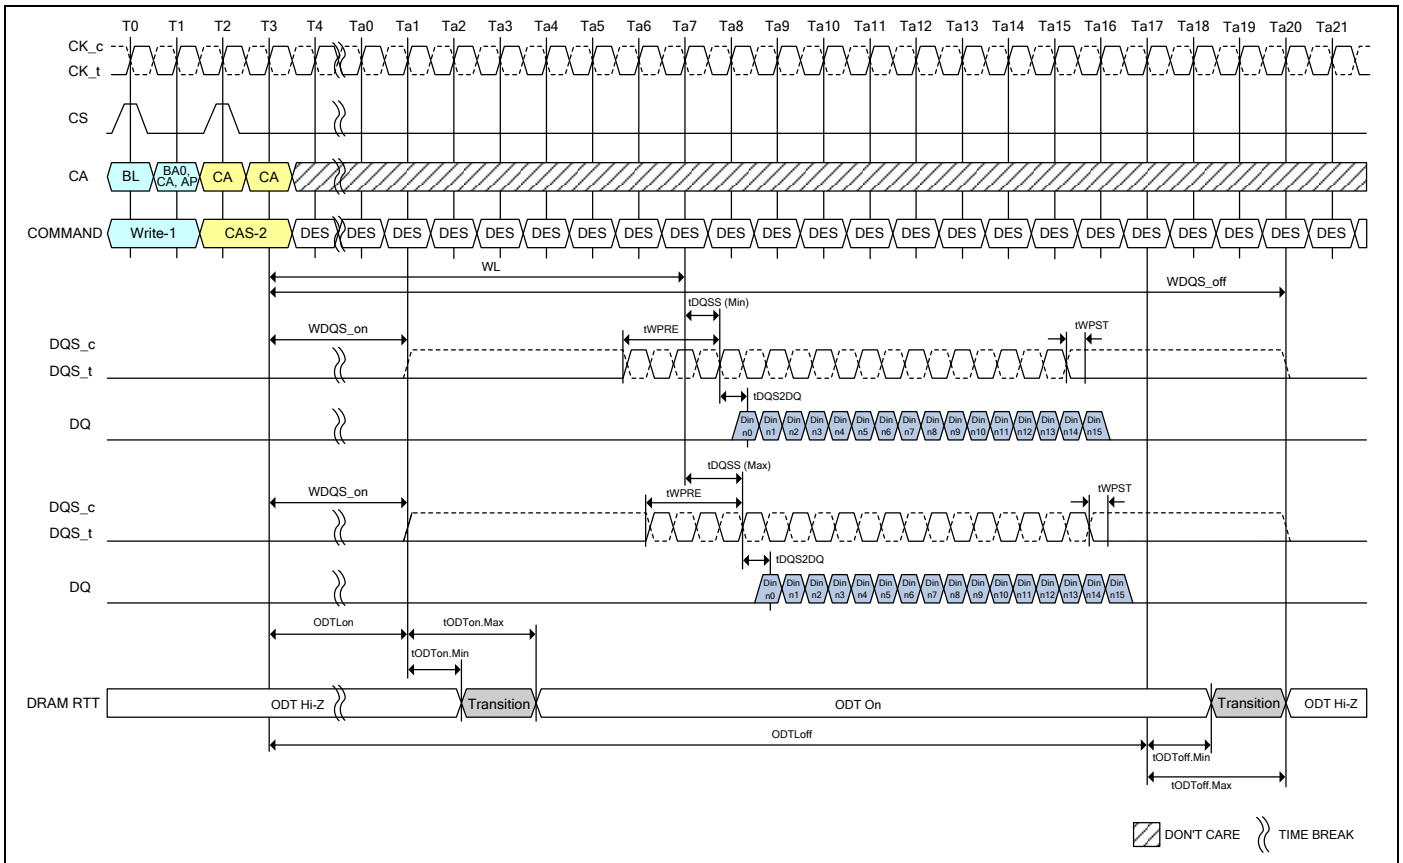 T0 T1 T2 T3 T4 Ta0 Ta1 Ta2 Ta3 Ta4 Ta5 Ta6 Ta7 Ta8 Ta9 Ta10 Ta11 Ta12 Ta13 Ta14 Ta15 Ta16 Ta17 Ta18 Ta19 Ta20 Ta21
CK_c
CK_t
CS
CA BL BA0, CA, AP CA CA
COMMAND Write-1 CAS-2 DES DES DES DES DES DES DES DES DES DES DES DES DES DES DES DES DES DES DES DES DES DES DES
WL
WDQS_off
tDQSS (Min)
WDQS_on tWPRE tWPST
DQS_c
DQS_t
tDQS2DQ
DQ Din n0 Din n1 Din n2 Din n3 Din n4 Din n5 Din n6 Din n7 Din n8 Din n9 Din n10 Din n11 Din n12 Din n13 Din n14 Din n15
tDQSS (Max)
WDQS_on tWPRE tWPST
DQS_c
DQS_t
tDQS2DQ
DQ Din n0 Din n1 Din n2 Din n3 Din n4 Din n5 Din n6 Din n7 Din n8 Din n9 Din n10 Din n11 Din n12 Din n13 Din n14 Din n15
ODTLon tODTon.Max
tODTon.Min
DRAM RTT ODT Hi-Z Transition ODT On Transition ODT Hi-Z
ODTLoff
tODToff.Min
tODToff.Max
DON'T CARE TIME BREAK